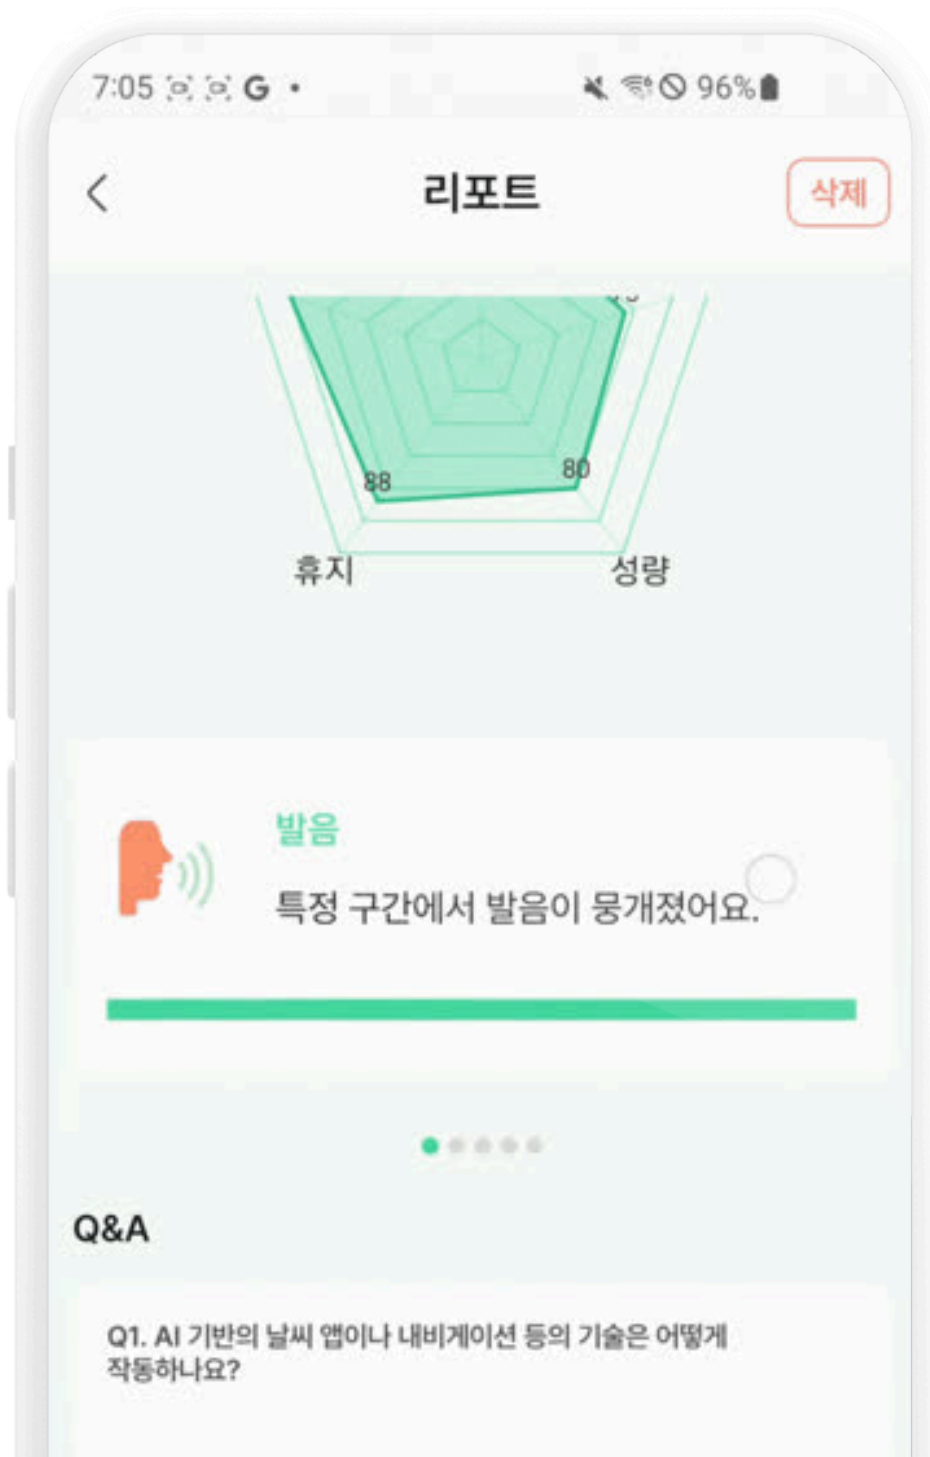 7:05 G
96%
리포트
삭제
88
80
휴지
성량
발음
특정 구간에서 발음이 뭉개졌어요.
Q&A
Q1. AI 기반의 날씨 앱이나 내비게이션 등의 기술은 어떻게
작동하나요?